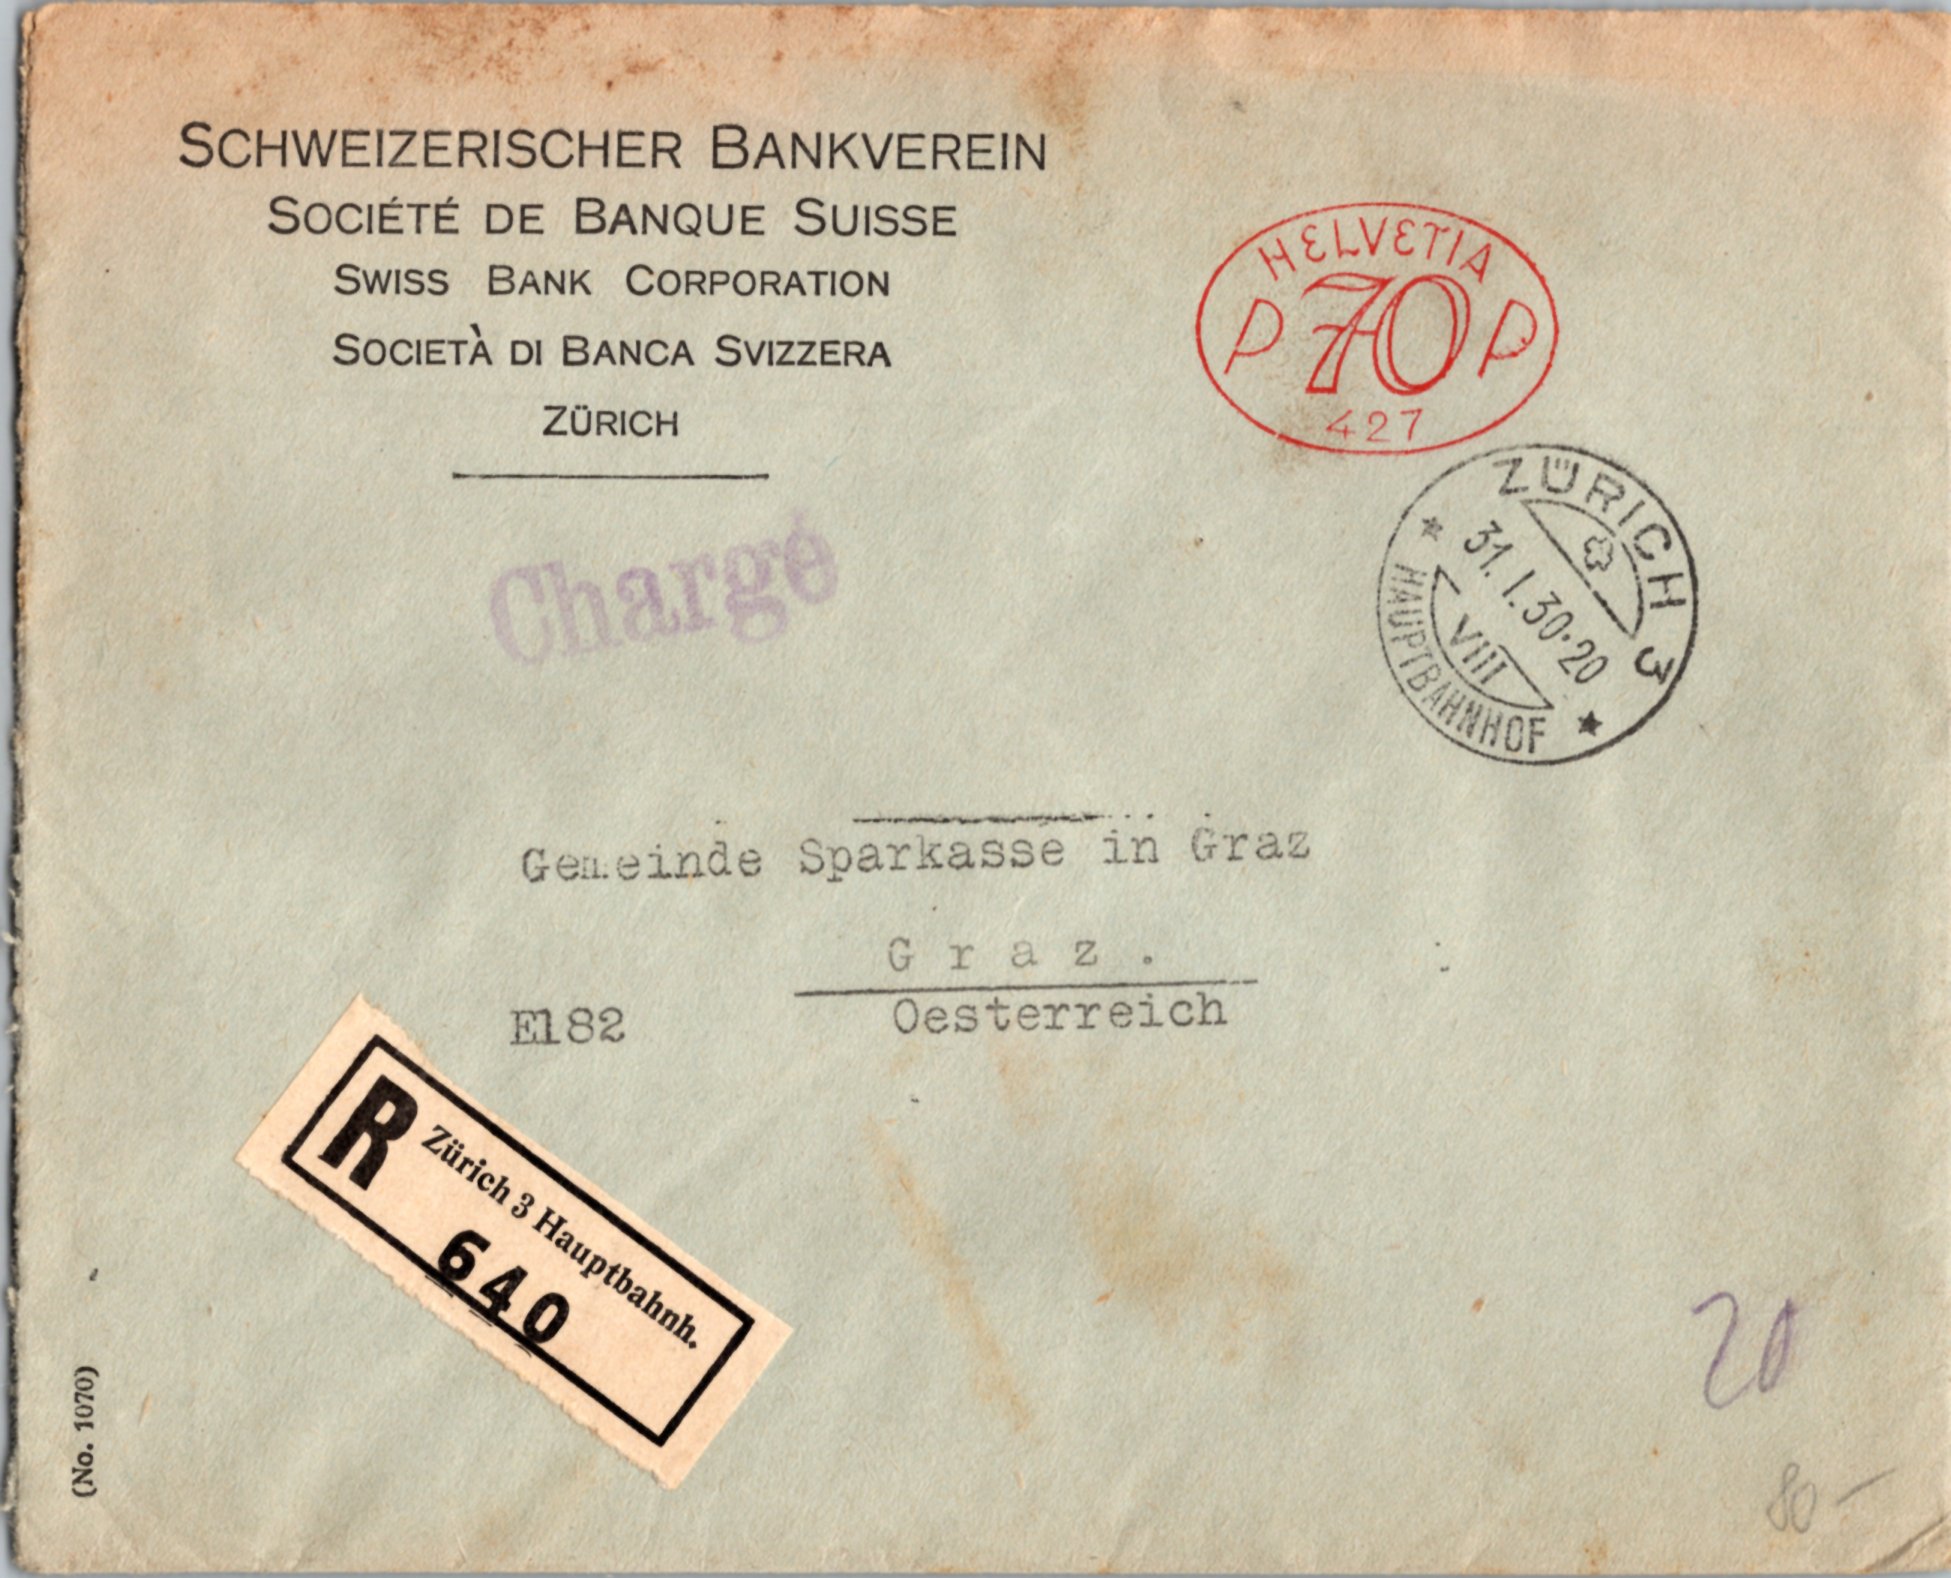 SCHWEIZERISCHER BANKVEREIN
SOCIÉTÉ DE BANQUE SUISSE
SWISS BANK CORPORATION
SOCIETÀ DI BANCA SVIZZERA
ZÜRICH
HELVETIA
P 70 P
427
Chargé
ZÜRICH 3
31.I.30·20
VIII
HAUPTBAHNHOF
Gemeinde Sparkasse in Graz
Graz.
E182
Oesterreich
R Zürich 3 Hauptbahnh.
640
(No. 1070)
20
80-